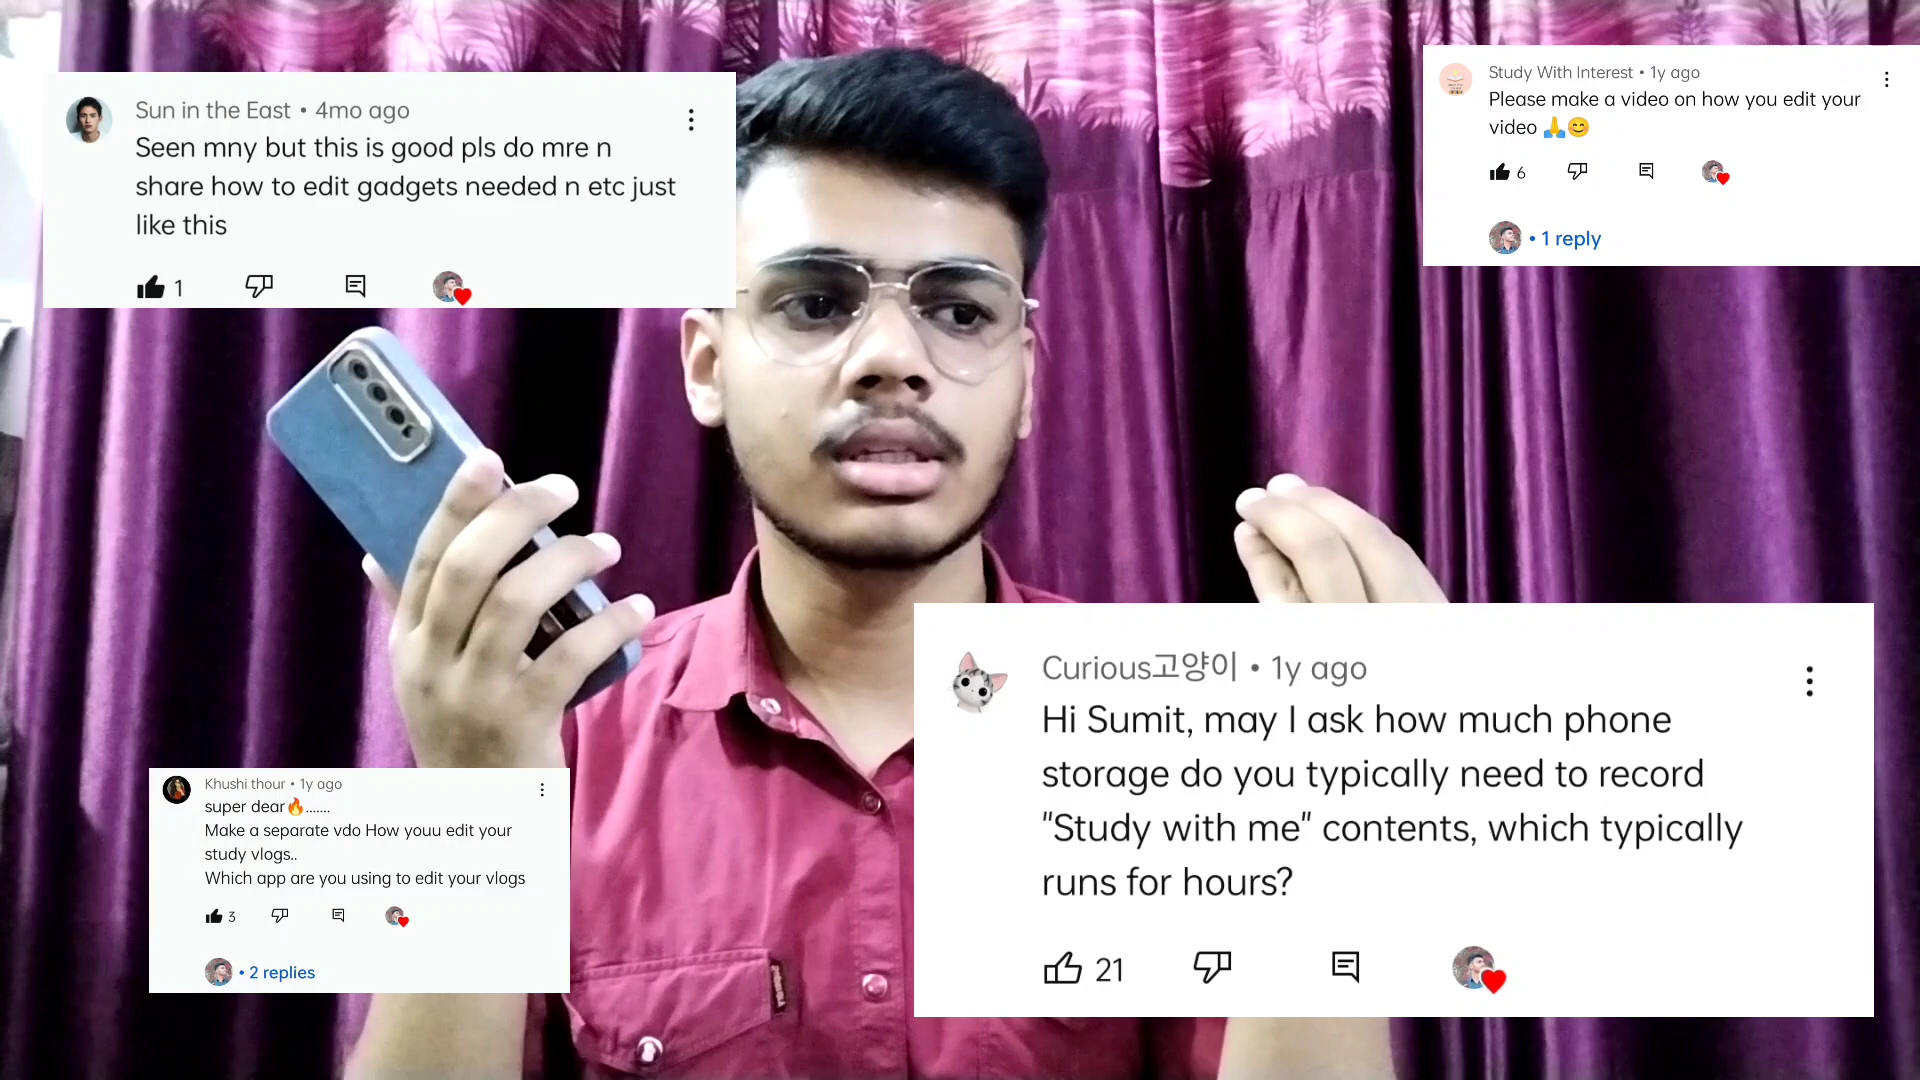 Sun in the East • 4mo ago
Seen mny but this is good pls do mre n
share how to edit gadgets needed n etc just
like this
1
Study With Interest • 1y ago
Please make a video on how you edit your
video 🙏😊
6
• 1 reply
Khushi thour • 1y ago
super dear🔥.......
Make a separate vdo How youu edit your
study vlogs..
Which app are you using to edit your vlogs
3
• 2 replies
Curious고양이 • 1y ago
Hi Sumit, may I ask how much phone
storage do you typically need to record
"Study with me" contents, which typically
runs for hours?
21